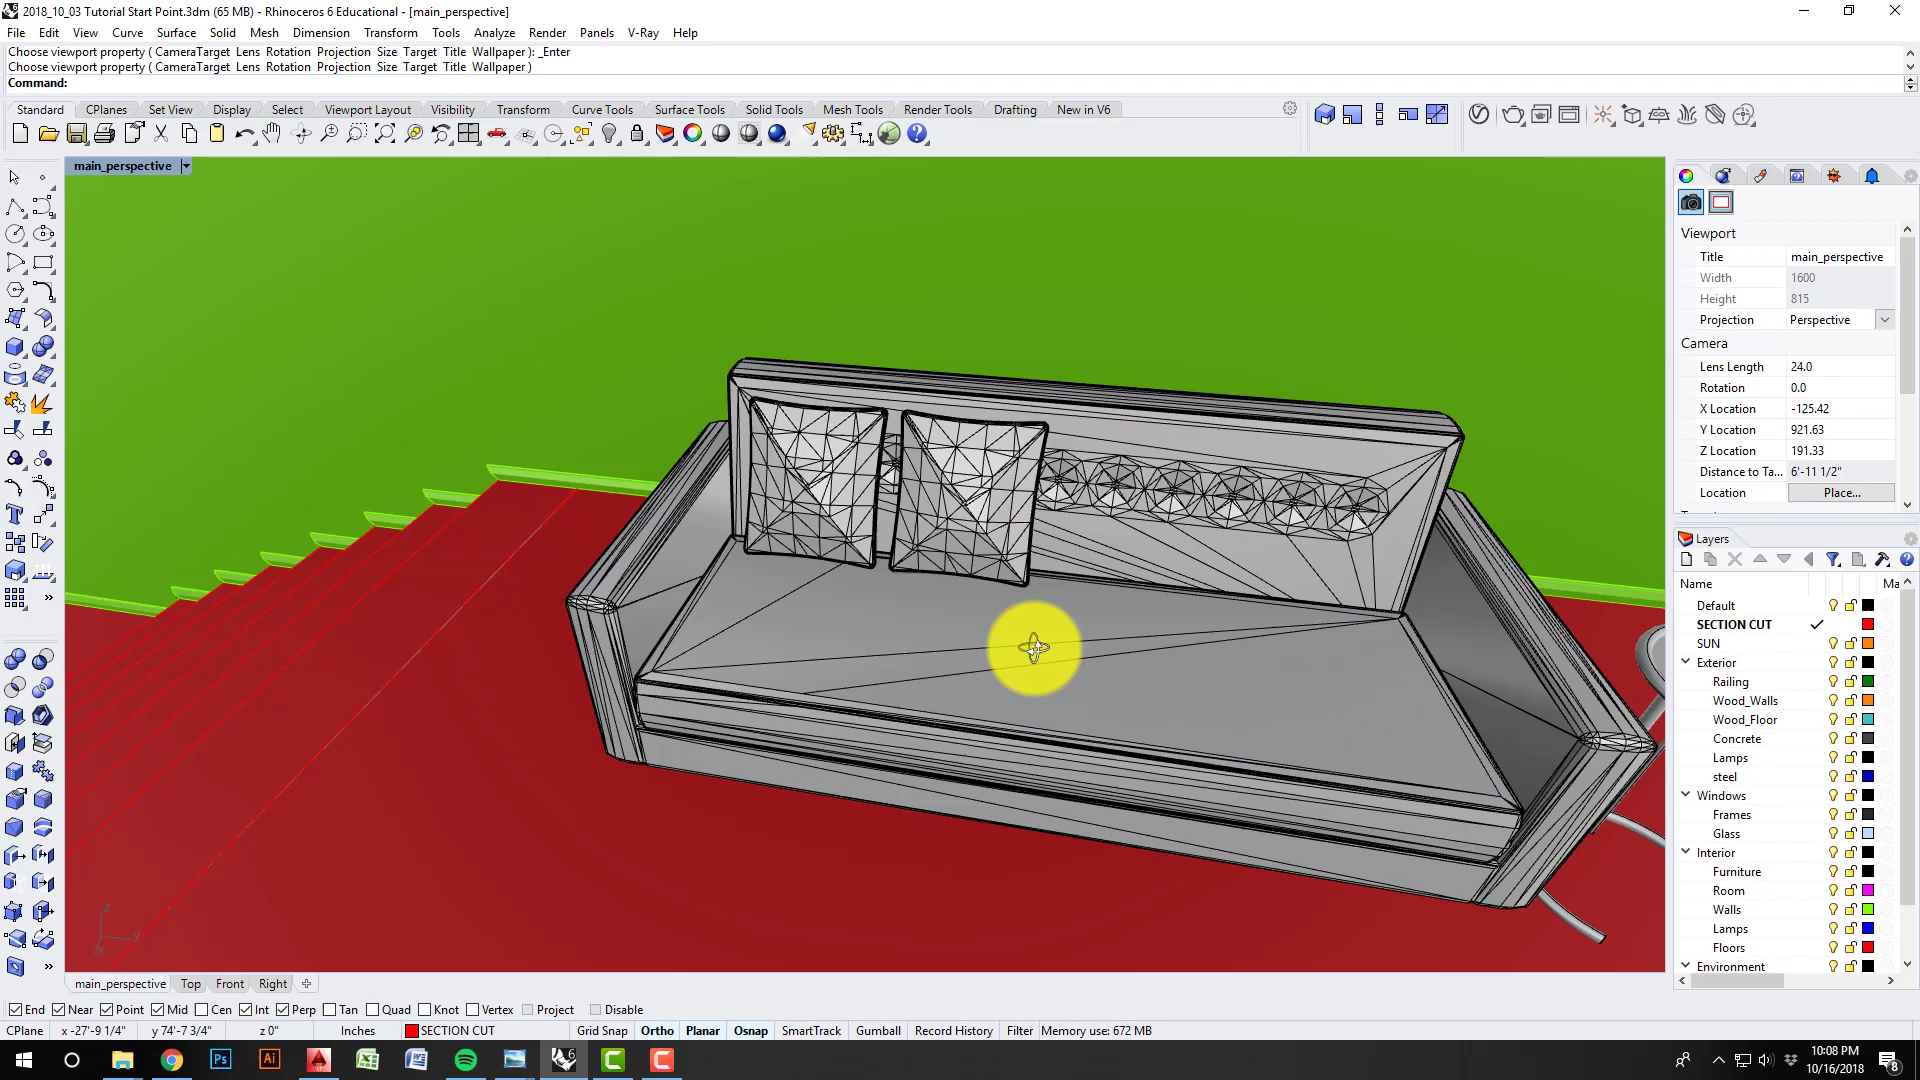 2018_10_03 Tutorial Start Point.3dm (65 MB) - Rhinoceros 6 Educational - [main_perspective]
File Edit View Curve Surface Solid Mesh Dimension Transform Tools Analyze Render Panels V-Ray Help
Choose viewport property ( CameraTarget Lens Rotation Projection Size Target Title Wallpaper ): _Enter
Choose viewport property ( CameraTarget Lens Rotation Projection Size Target Title Wallpaper )
Command:
Standard CPlanes Set View Display Select Viewport Layout Visibility Transform Curve Tools Surface Tools Solid Tools Mesh Tools Render Tools Drafting New in V6
main_perspective
Viewport
Title main_perspective
Width 1600
Height 815
Projection Perspective
Camera
Lens Length 24.0
Rotation 0.0
X Location -125.42
Y Location 921.63
Z Location 191.33
Distance to Ta... 6'-11 1/2"
Location Place...
Layers
Name Ma
Default
SECTION CUT
SUN
Exterior
Railing
Wood_Walls
Wood_Floor
Concrete
Lamps
steel
Windows
Frames
Glass
Interior
Furniture
Room
Walls
Lamps
Floors
Environment
z
y
x
main_perspective Top Front Right
End Near Point Mid Cen Int Perp Tan Quad Knot Vertex Project Disable
CPlane x -27'-9 1/4" y 74'-7 3/4" z 0" Inches SECTION CUT Grid Snap Ortho Planar Osnap SmartTrack Gumball Record History Filter Memory use: 672 MB
Ps Ai 6 C C
10:08 PM
10/16/2018
8